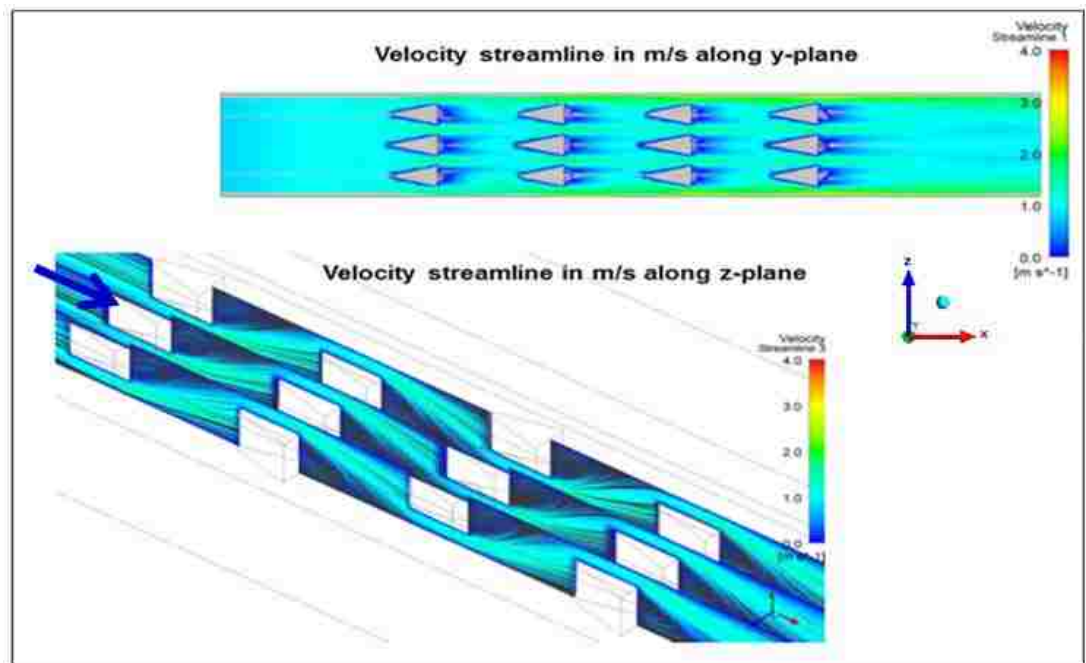 Velocity
Streamline 1
4.0
Velocity streamline in m/s along y-plane
3.0
2.0
1.0
0.0
[m s^-1]
Velocity streamline in m/s along z-plane
Z
Y
X
Velocity
Streamline 3
4.0
3.0
2.0
1.0
0.0
[m s^-1]